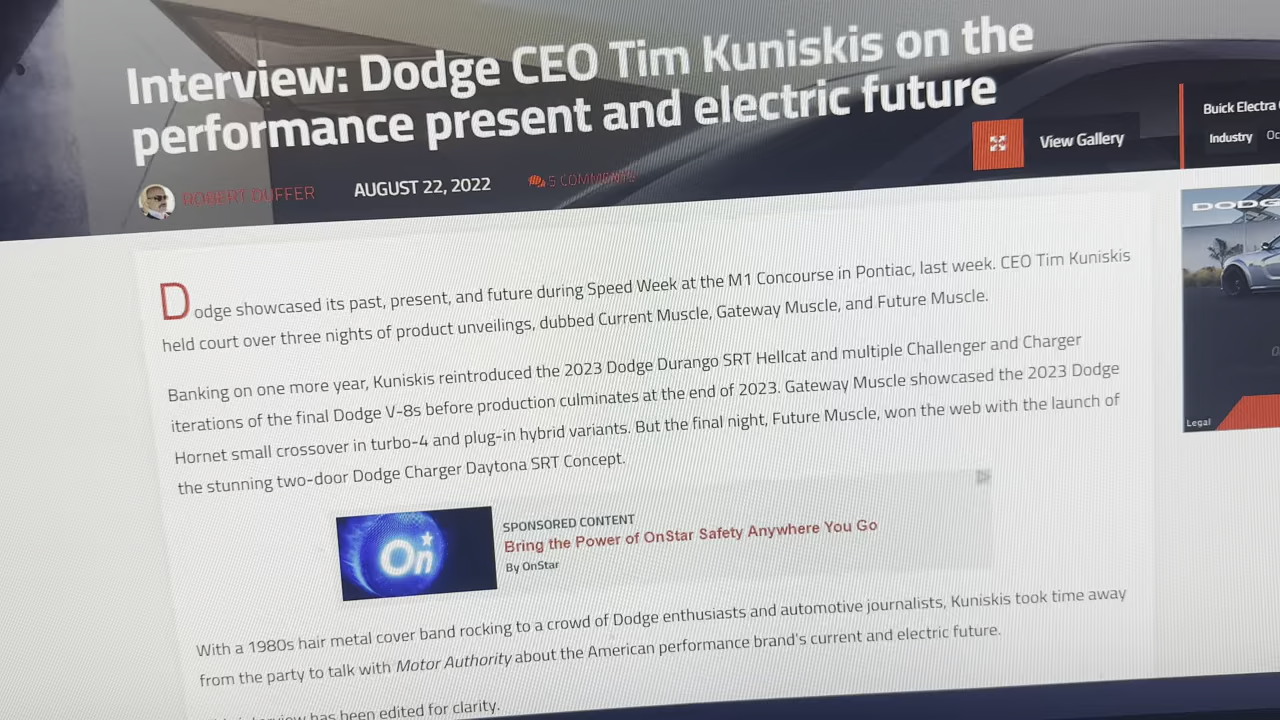 Interview: Dodge CEO Tim Kuniskis on the
performance present and electric future
ROBERT DUFFER
AUGUST 22, 2022
5 COMMENTS
View Gallery
Buick Electra
Industry
Dodge showcased its past, present, and future during Speed Week at the M1 Concourse in Pontiac, last week. CEO Tim Kuniskis
held court over three nights of product unveilings, dubbed Current Muscle, Gateway Muscle, and Future Muscle.
Banking on one more year, Kuniskis reintroduced the 2023 Dodge Durango SRT Hellcat and multiple Challenger and Charger
iterations of the final Dodge V-8s before production culminates at the end of 2023. Gateway Muscle showcased the 2023 Dodge
Hornet small crossover in turbo-4 and plug-in hybrid variants. But the final night, Future Muscle, won the web with the launch of
the stunning two-door Dodge Charger Daytona SRT Concept.
Legal
SPONSORED CONTENT
Bring the Power of OnStar Safety Anywhere You Go
By OnStar
On
With a 1980s hair metal cover band rocking to a crowd of Dodge enthusiasts and automotive journalists, Kuniskis took time away
from the party to talk with Motor Authority about the American performance brand's current and electric future.
interview has been edited for clarity.